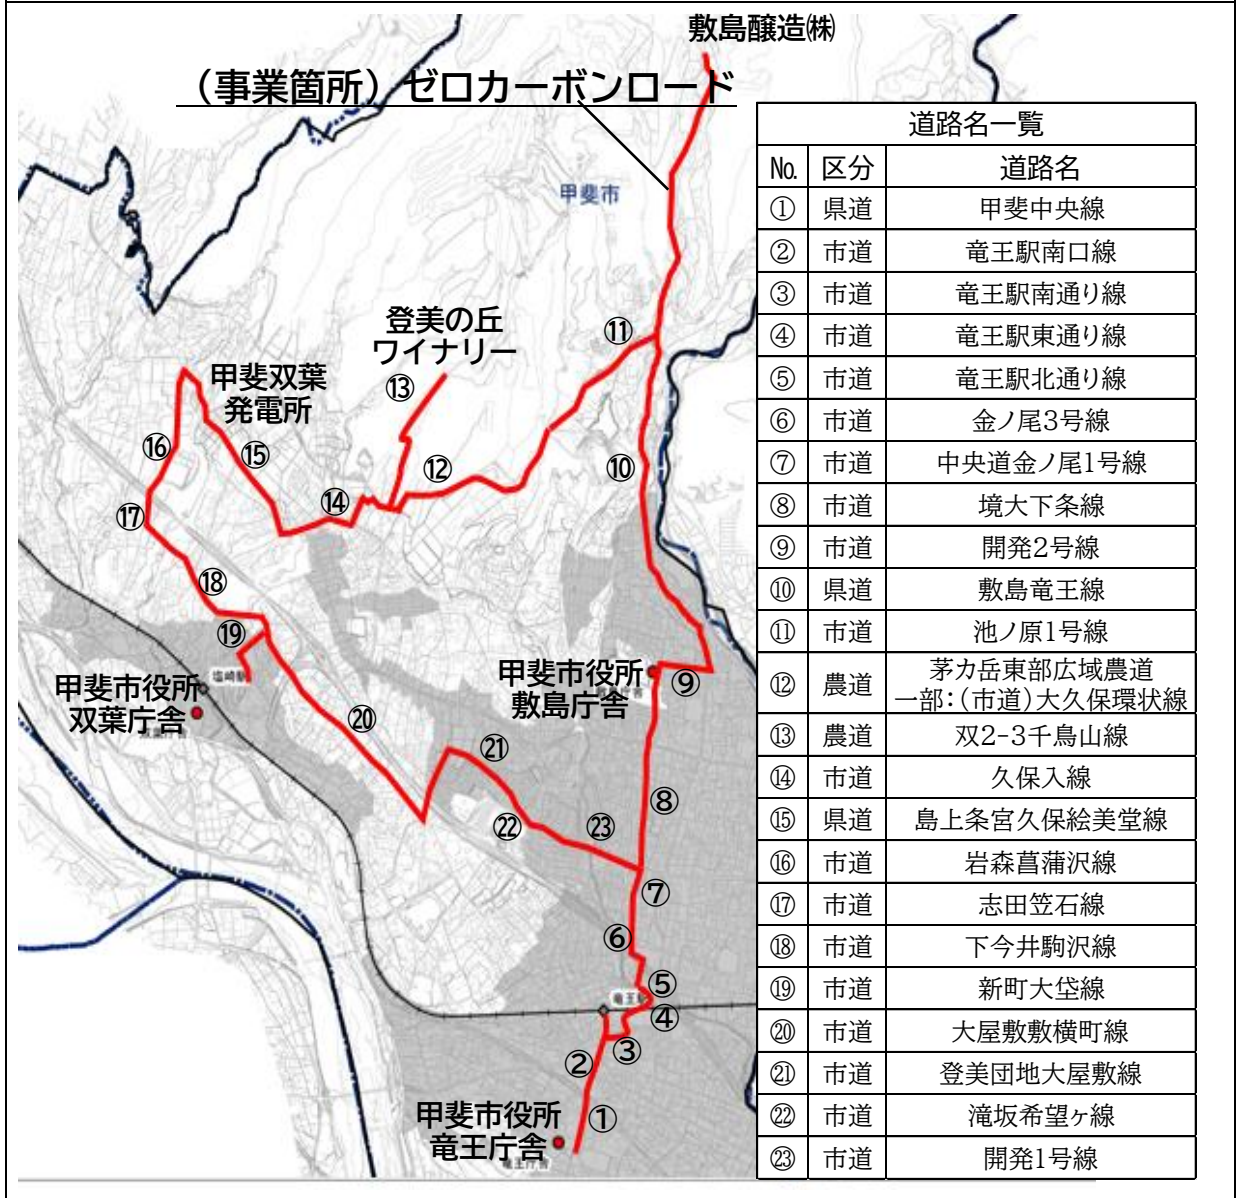 敷島醸造㈱
（事業箇所）ゼロカーボンロード
甲斐市
登美の丘
ワイナリー
甲斐双葉
発電所
⑪
⑬
⑯
⑮
⑫
⑩
⑭
⑰
⑱
⑲
塩崎駅
甲斐市役所
双葉庁舎
甲斐市役所
敷島庁舎
⑨
⑳
㉑
㉒
㉓
⑧
⑦
⑥
⑤
竜王駅
④
③
②
①
甲斐市役所
竜王庁舎
竜王庁舎
道路名一覧
No. 区分 道路名
① 県道 甲斐中央線
② 市道 竜王駅南口線
③ 市道 竜王駅南通り線
④ 市道 竜王駅東通り線
⑤ 市道 竜王駅北通り線
⑥ 市道 金ノ尾3号線
⑦ 市道 中央道金ノ尾1号線
⑧ 市道 境大下条線
⑨ 市道 開発2号線
⑩ 県道 敷島竜王線
⑪ 市道 池ノ原1号線
⑫ 農道 茅カ岳東部広域農道
一部：（市道）大久保環状線
⑬ 農道 双2-3千鳥山線
⑭ 市道 久保入線
⑮ 県道 島上条宮久保絵美堂線
⑯ 市道 岩森菖蒲沢線
⑰ 市道 志田笠石線
⑱ 市道 下今井駒沢線
⑲ 市道 新町大垈線
⑳ 市道 大屋敷敷横町線
㉑ 市道 登美団地大屋敷線
㉒ 市道 滝坂希望ヶ線
㉓ 市道 開発1号線